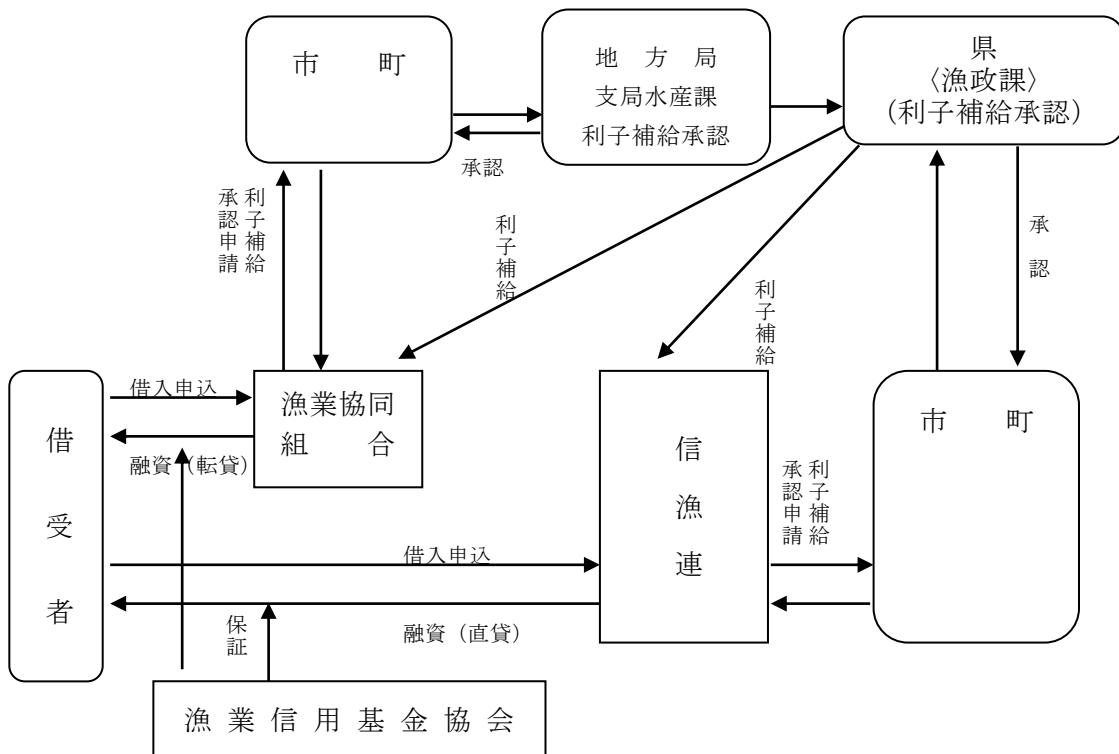 市　　町
地　方　局
支局水産課
利子補給承認
県
〈漁政課〉
（利子補給承認）
承認
利子補給
承認申請
利子補給
利子補給
承　認
借入申込
漁業協同
組　　合
融資（転貸）
借　受　者
信　漁　連
市　　町
利子補給
承認申請
借入申込
融資（直貸）
保証
漁 業 信 用 基 金 協 会